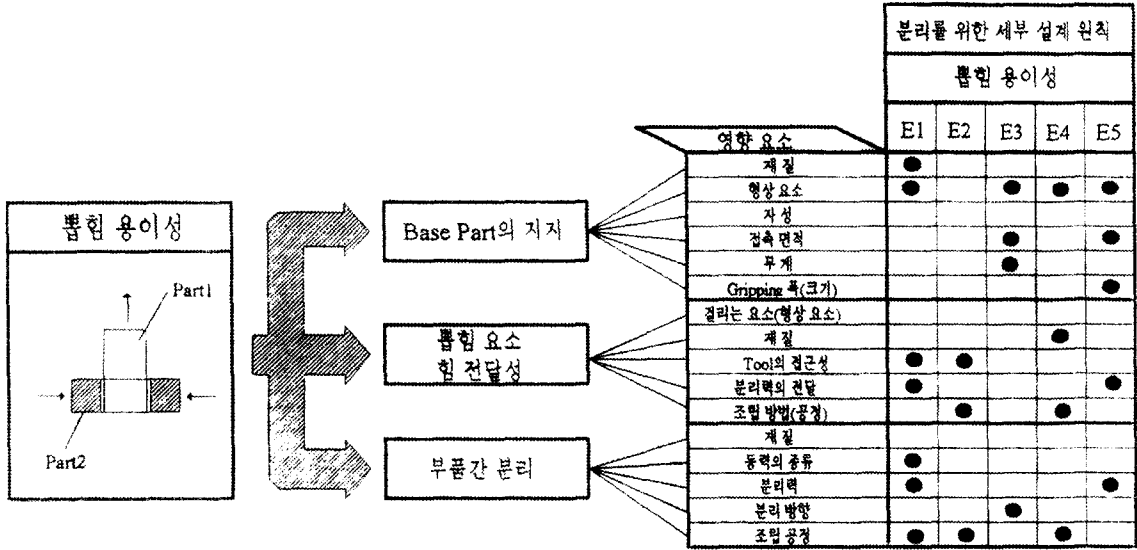 분리를 위한 세부 설계 원칙
뽑힘 용이성
E1 E2 E3 E4 E5
영향 요소
재질
형상 요소
자성
접촉 면적
무게
Gripping 폭(크기)
걸리는 요소(형상 요소)
재질
Tool의 접근성
분리력의 전달
조립 방법(공정)
재질
동력의 종류
분리력
분리 방향
조립 공정
뽑힘 용이성
Part1
Part2
Base Part의 지지
뽑힘 요소
힘 전달성
부품간 분리